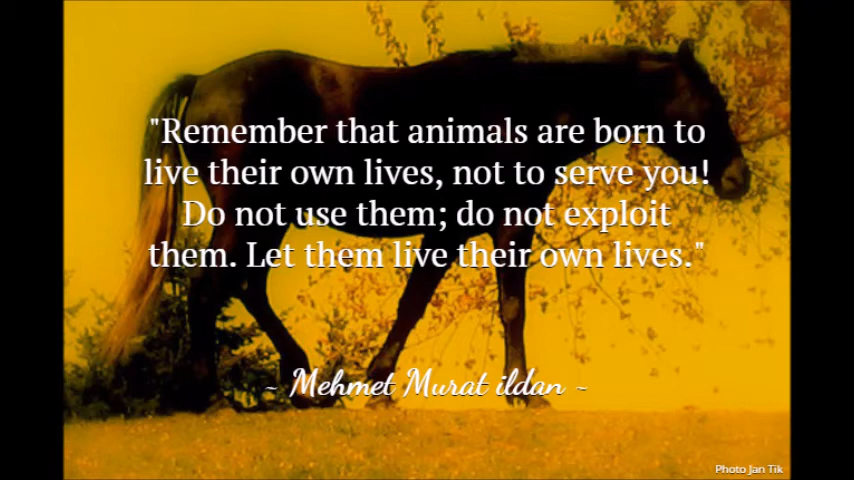 "Remember that animals are born to
live their own lives, not to serve you!
Do not use them; do not exploit
them. Let them live their own lives."
~ Mehmet Murat ildan ~
Photo Jan Tik